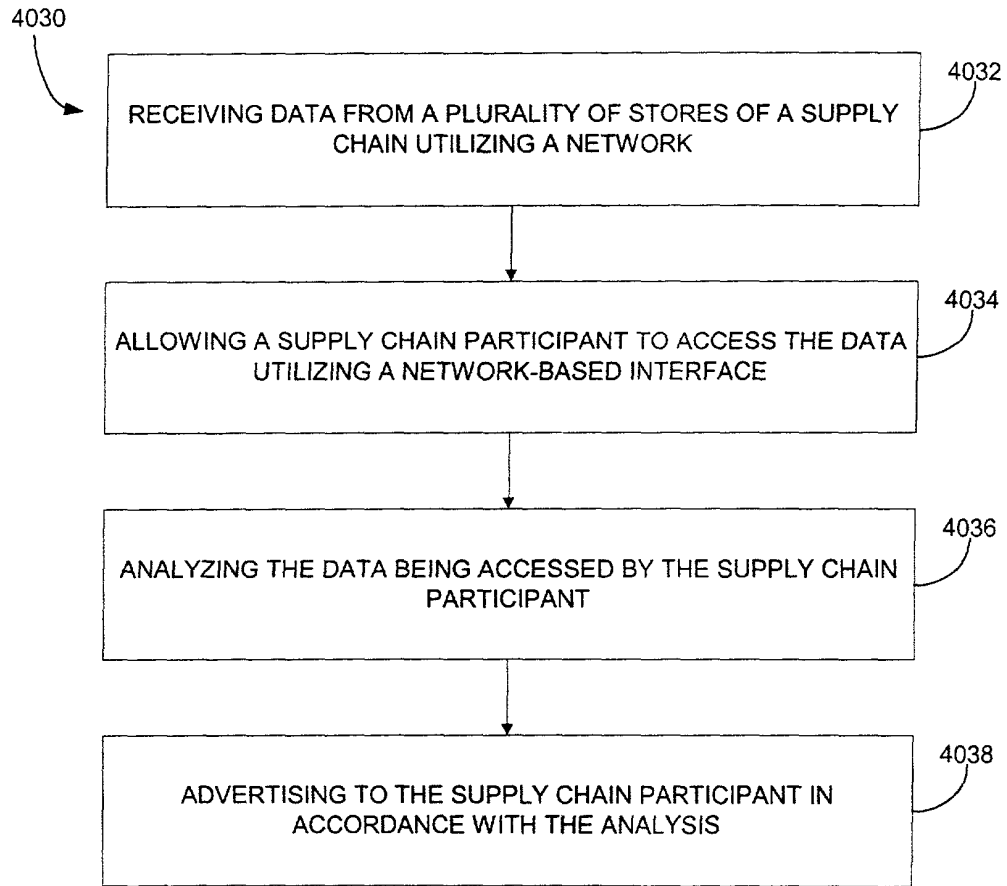 4030
4032
RECEIVING DATA FROM A PLURALITY OF STORES OF A SUPPLY
CHAIN UTILIZING A NETWORK
4034
ALLOWING A SUPPLY CHAIN PARTICIPANT TO ACCESS THE DATA
UTILIZING A NETWORK-BASED INTERFACE
4036
ANALYZING THE DATA BEING ACCESSED BY THE SUPPLY CHAIN
PARTICIPANT
4038
ADVERTISING TO THE SUPPLY CHAIN PARTICIPANT IN
ACCORDANCE WITH THE ANALYSIS